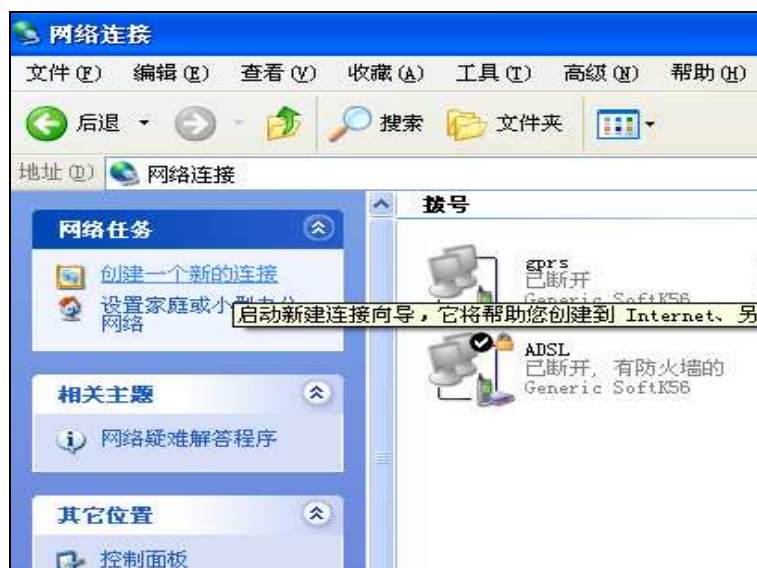 网络连接
文件(F) 编辑(E) 查看(V) 收藏(A) 工具(T) 高级(N) 帮助(H)
后退 搜索 文件夹
地址(D) 网络连接
网络任务
创建一个新的连接
设置家庭或小型办公
网络
启动新建连接向导，它将帮助您创建到 Internet、另
相关主题
网络疑难解答程序
其它位置
控制面板
拨号
gprs
已断开
Generic SoftK56
ADSL
已断开, 有防火墙的
Generic SoftK56